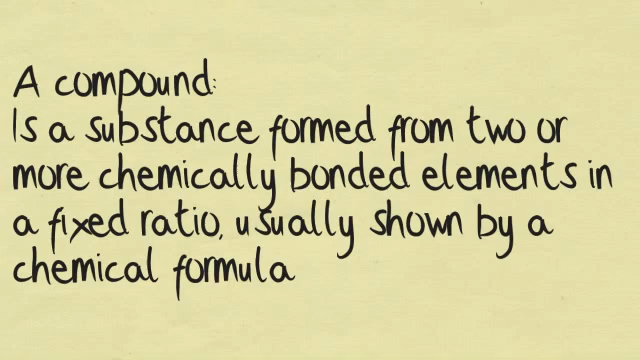 A compound:
Is a substance formed from two or
more chemically bonded elements in
a fixed ratio, usually shown by a
chemical formula